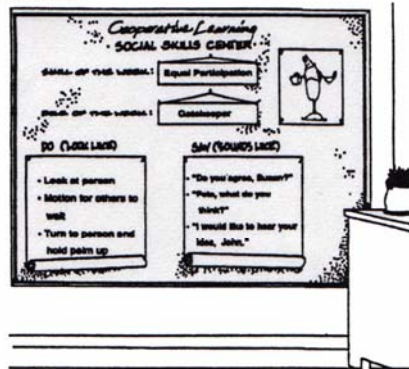 Cooperative Learning
SOCIAL SKILLS CENTER
SKILL OF THE WEEK: Equal Participation
ROLE OF THE WEEK: Gatekeeper
DO (LOOKS LIKE)
• Look at person
• Motion for others to
wait
• Turn to person and
hold palm up
SAY (SOUNDS LIKE)
• "Do you agree, Susan?"
• "Pete, what do you
think?"
• "I would like to hear your
idea, John."